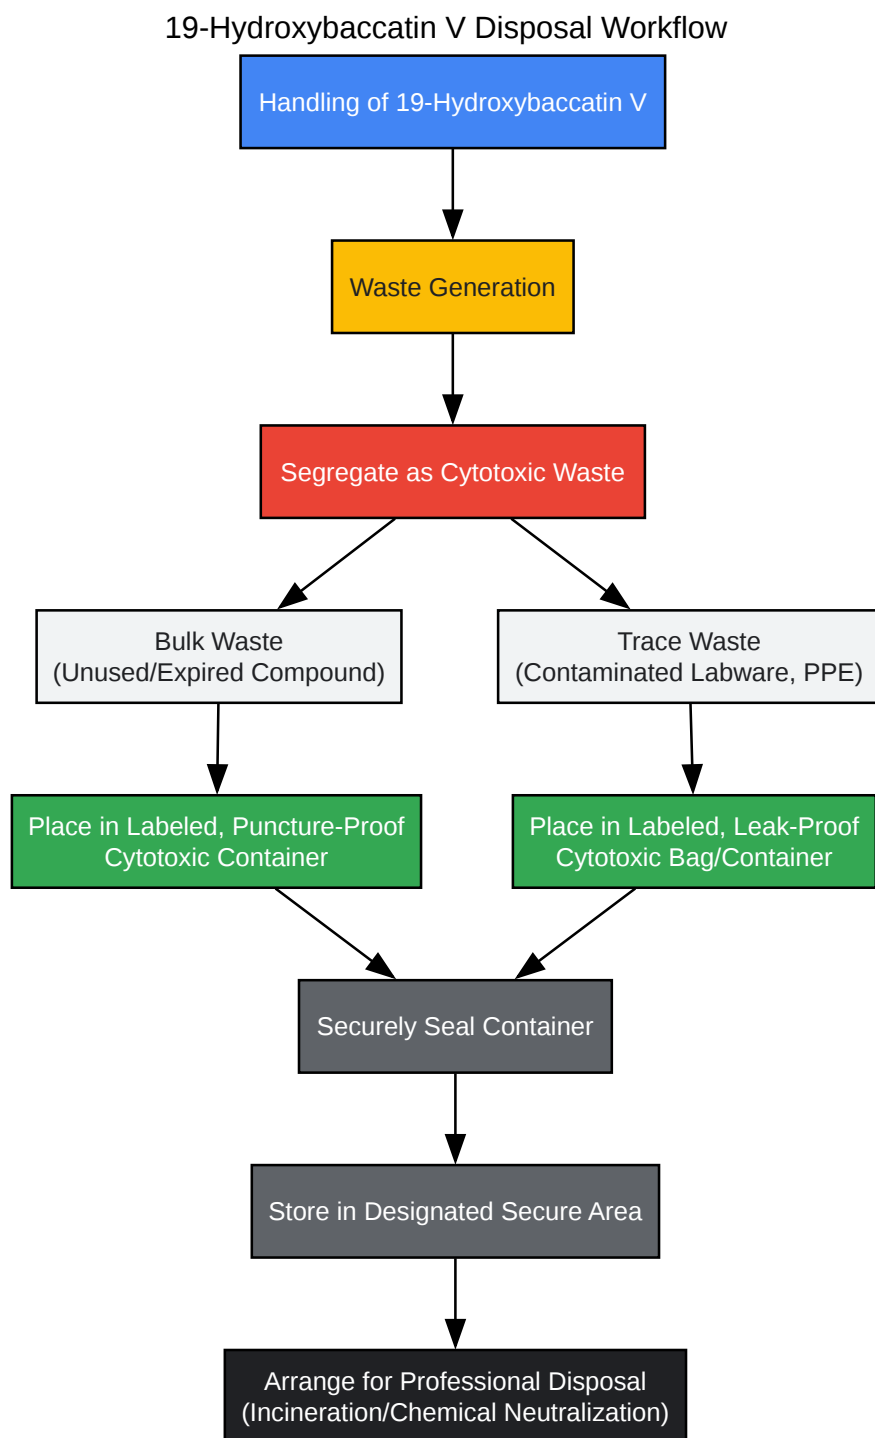 19-Hydroxybaccatin V Disposal Workflow
Handling of 19-Hydroxybaccatin V
Waste Generation
Segregate as Cytotoxic Waste
Bulk Waste
(Unused/Expired Compound)
Trace Waste
(Contaminated Labware, PPE)
Place in Labeled, Puncture-Proof
Cytotoxic Container
Place in Labeled, Leak-Proof
Cytotoxic Bag/Container
Securely Seal Container
Store in Designated Secure Area
Arrange for Professional Disposal
(Incineration/Chemical Neutralization)